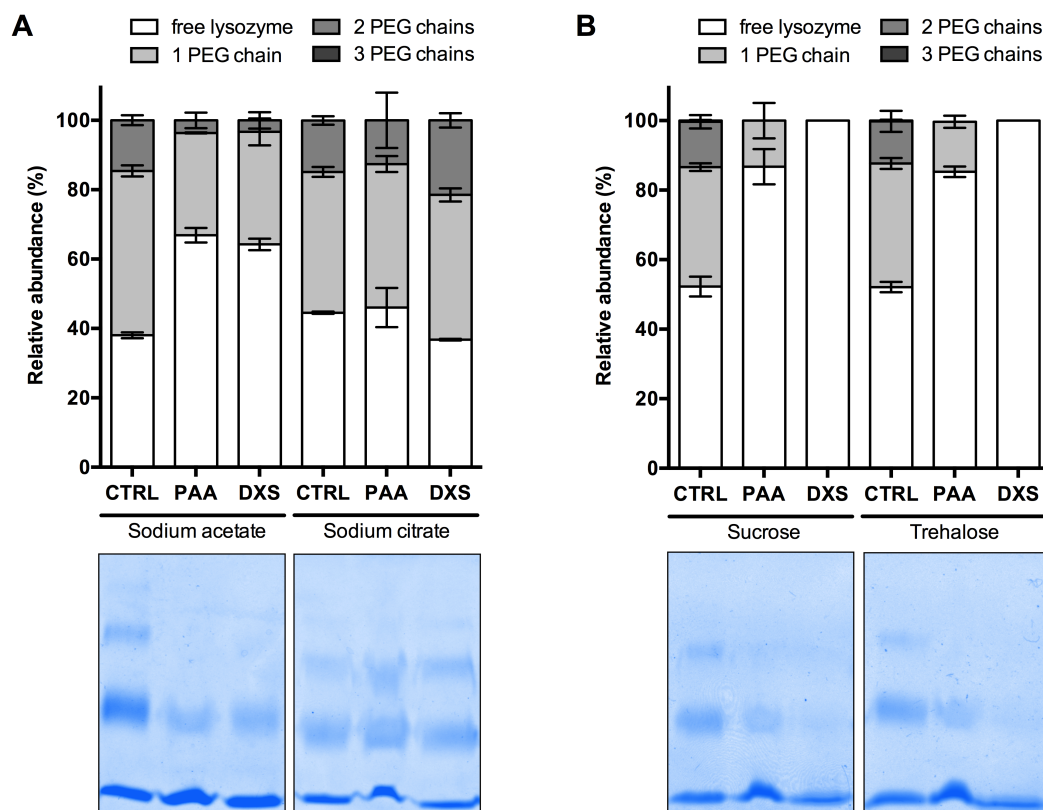 A
free lysozyme 2 PEG chains
1 PEG chain 3 PEG chains
Relative abundance (%)
100
80
60
40
20
0
CTRL PAA DXS CTRL PAA DXS
Sodium acetate Sodium citrate
B
free lysozyme 2 PEG chains
1 PEG chain 3 PEG chains
Relative abundance (%)
100
80
60
40
20
0
CTRL PAA DXS CTRL PAA DXS
Sucrose Trehalose